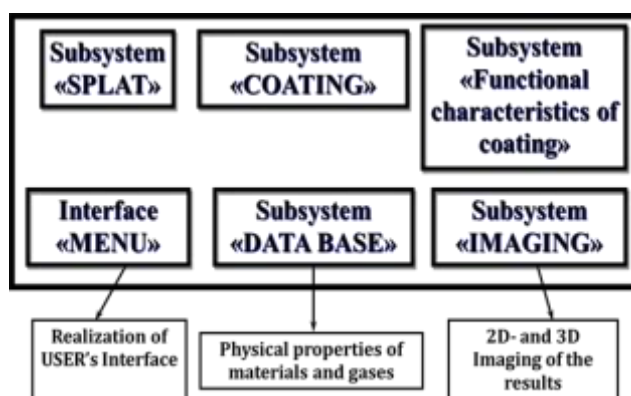 Subsystem
«SPLAT»
Subsystem
«COATING»
Subsystem
«Functional
characteristics of
coating»
Interface
«MENU»
Subsystem
«DATA BASE»
Subsystem
«IMAGING»
Realization of
USER's Interface
Physical properties of
materials and gases
2D- and 3D
Imaging of the
results